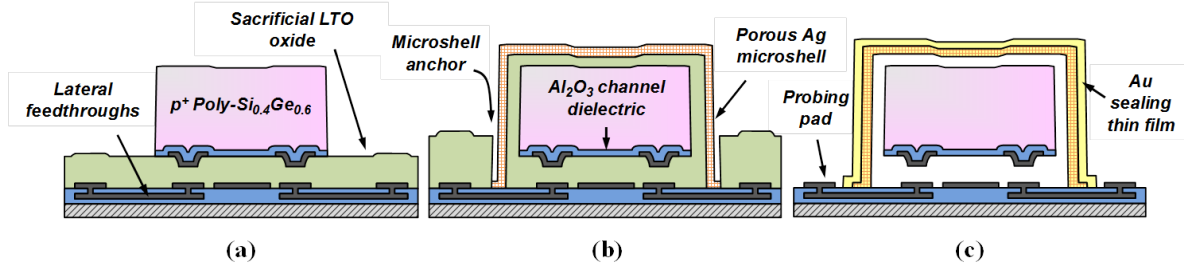 Sacrificial LTO
oxide
Lateral
feedthroughs
p⁺ Poly-Si₀.₄Ge₀.₆
(a)
Microshell
anchor
Al₂O₃ channel
dielectric
Porous Ag
microshell
(b)
Probing
pad
Au
sealing
thin film
(c)